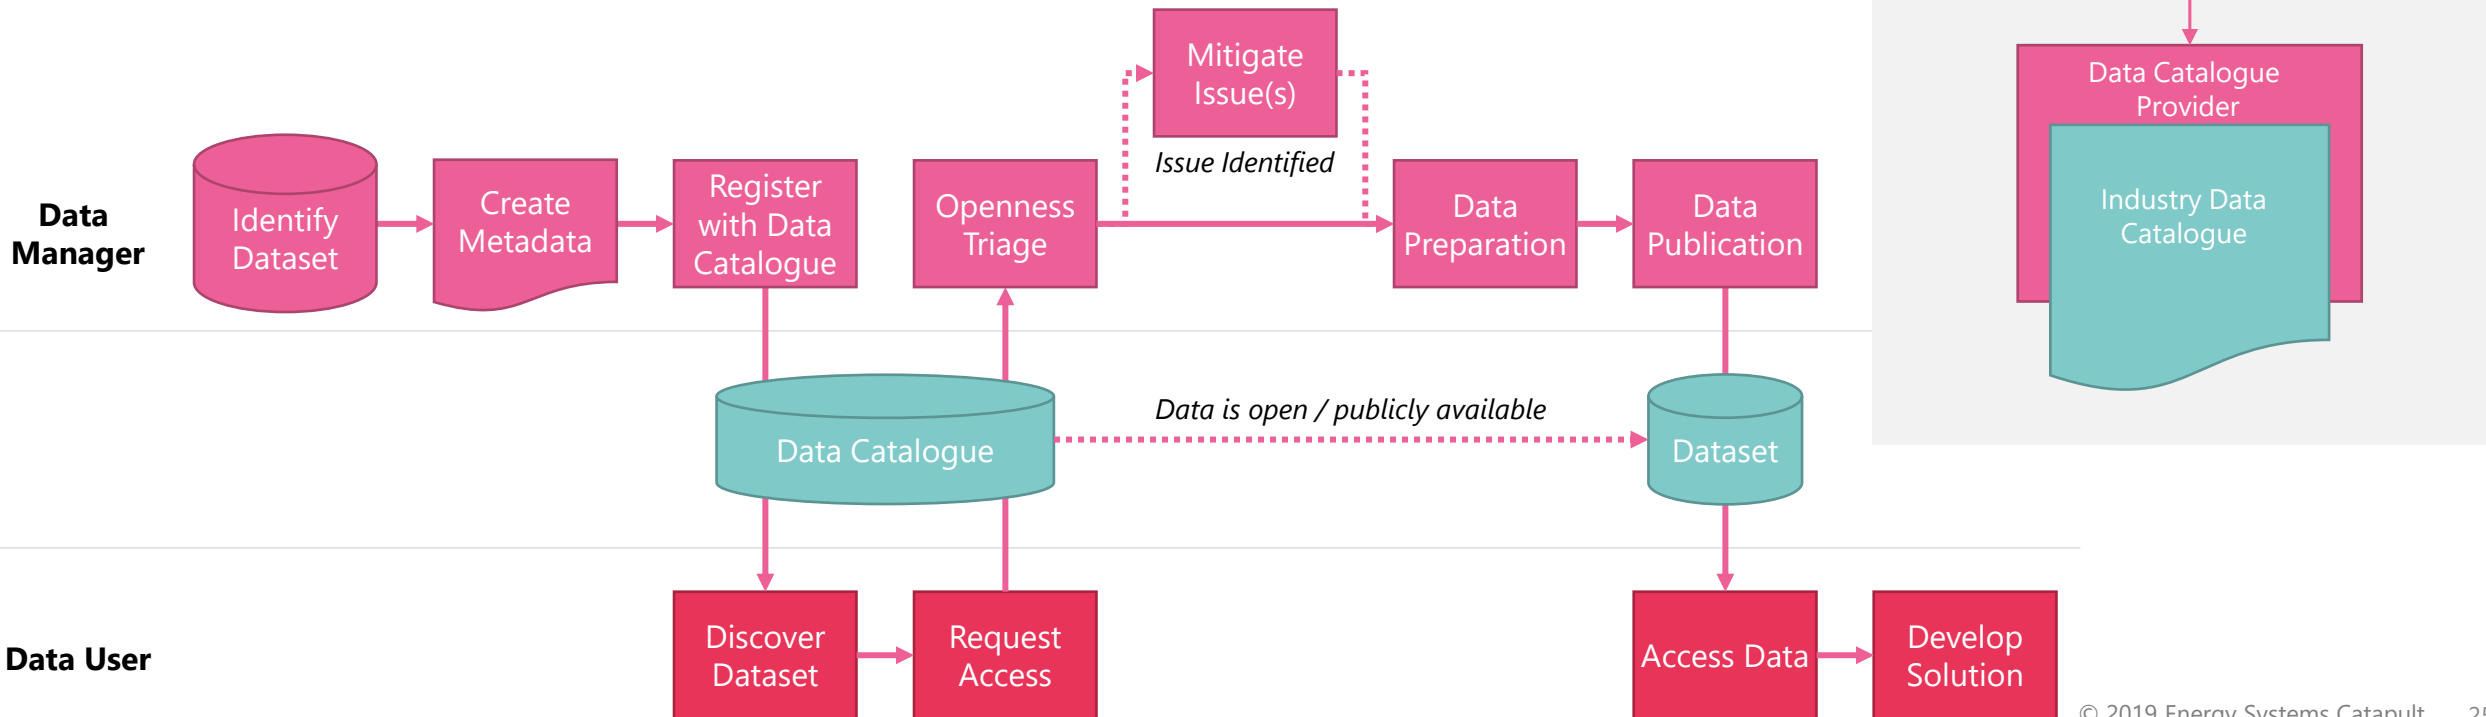 Mitigate
Issue(s)
Issue Identified
Data Catalogue
Provider
Industry Data
Catalogue
Data
Manager
Identify
Dataset
Create
Metadata
Register
with Data
Catalogue
Openness
Triage
Data
Preparation
Data
Publication
Data is open / publicly available
Data Catalogue
Dataset
Data User
Discover
Dataset
Request
Access
Access Data
Develop
Solution
© 2019 Energy Systems Catapult